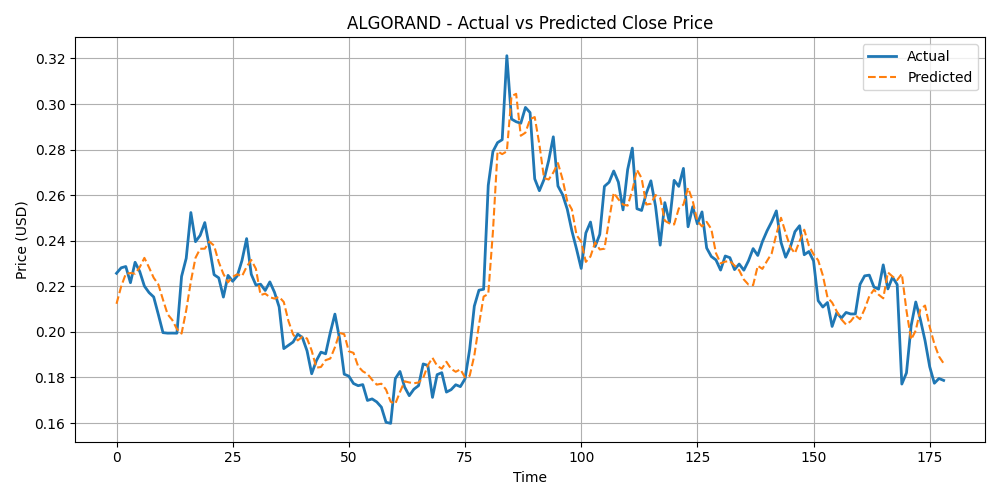 ALGORAND - Actual vs Predicted Close Price
Actual
Predicted
Price (USD)
0.32
0.30
0.28
0.26
0.24
0.22
0.20
0.18
0.16
0 25 50 75 100 125 150 175
Time